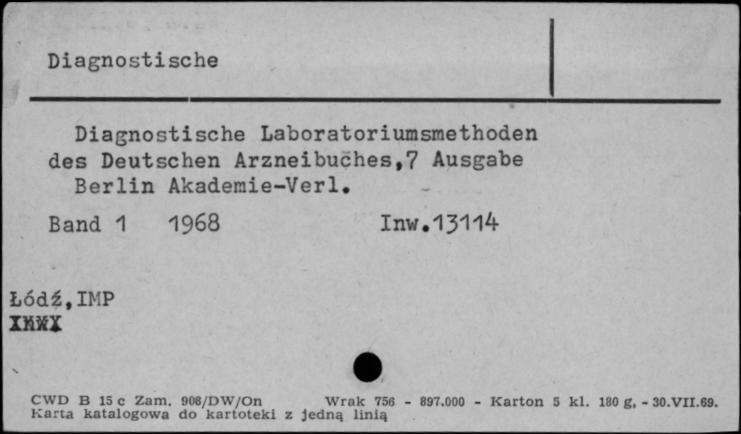 Diagnostische
Diagnostische Laboratoriumsmethoden
des Deutschen Arzneibuches,7 Ausgabe
Berlin Akademie-Verl.
Band 1 1968 Inw.13114
Łódź,IMP
CWD B 15 c Zam. 908/DW/On Wrak 756 - 897.000 - Karton 5 kl. 180 g, - 30.VII.69.
Karta katalogowa do kartoteki z jedną linią